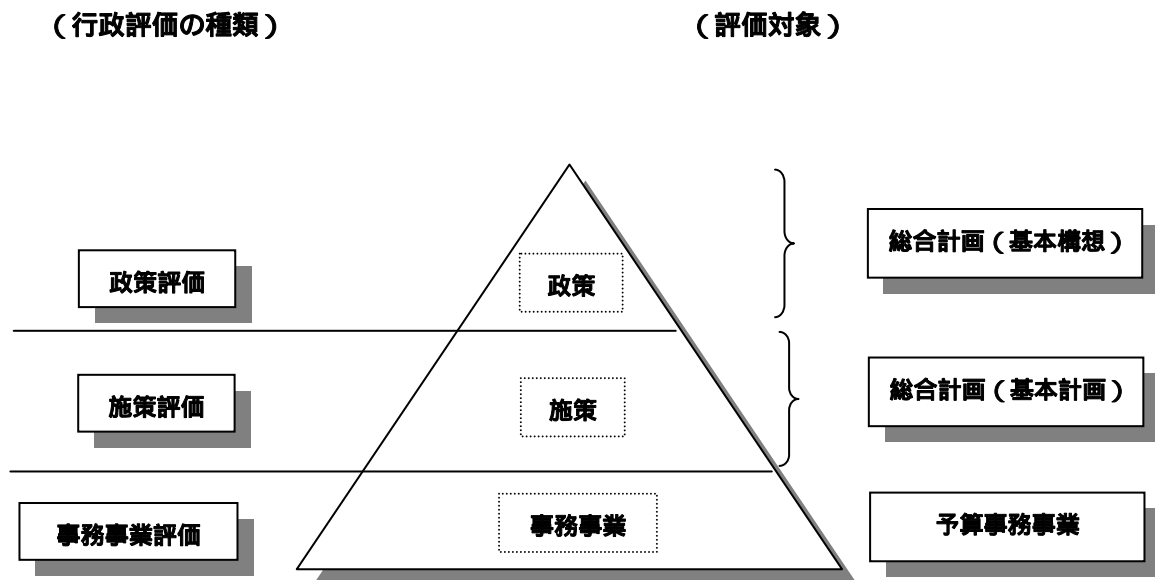 （行政評価の種類）
（評価対象）
政策評価
政策
総合計画（基本構想）
施策評価
施策
総合計画（基本計画）
事務事業評価
事務事業
予算事務事業